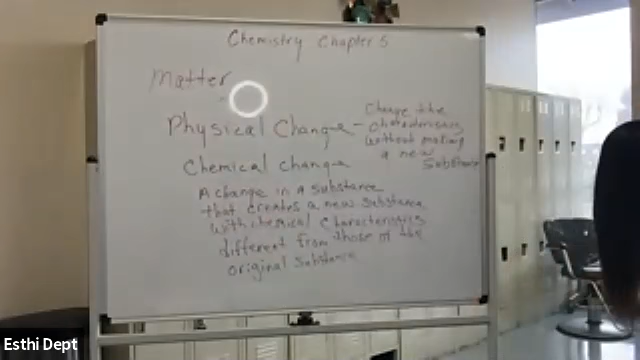 Chemistry Chapter 5
Matter
Physical Change - Change the
characteristics
without making
a new
substance
Chemical change
A change in a substance
that creates a new substance
with chemical characteristics
different from those of the
original substance
Esthi Dept